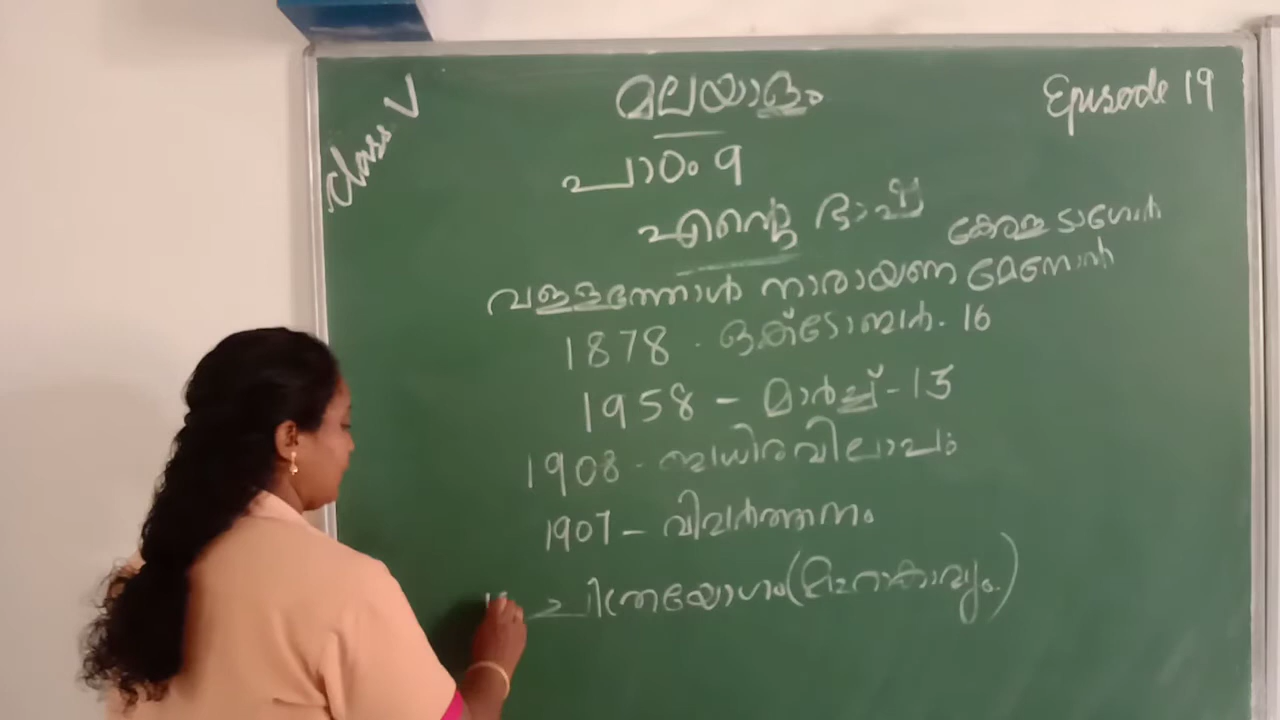 Class V
മലയാളം
Episode 19
പാഠം 9
എന്റെ ഭാഷ
കേരള ടാഗോർ
വള്ളത്തോൾ നാരായണ മേനോൻ
1878 - ഒക്ടോബർ - 16
1958 - മാർച്ച് - 13
1908 - ബധിരവിലാപം
1907 - വിവർത്തനം
ചിത്രയോഗം (മഹാകാവ്യം)